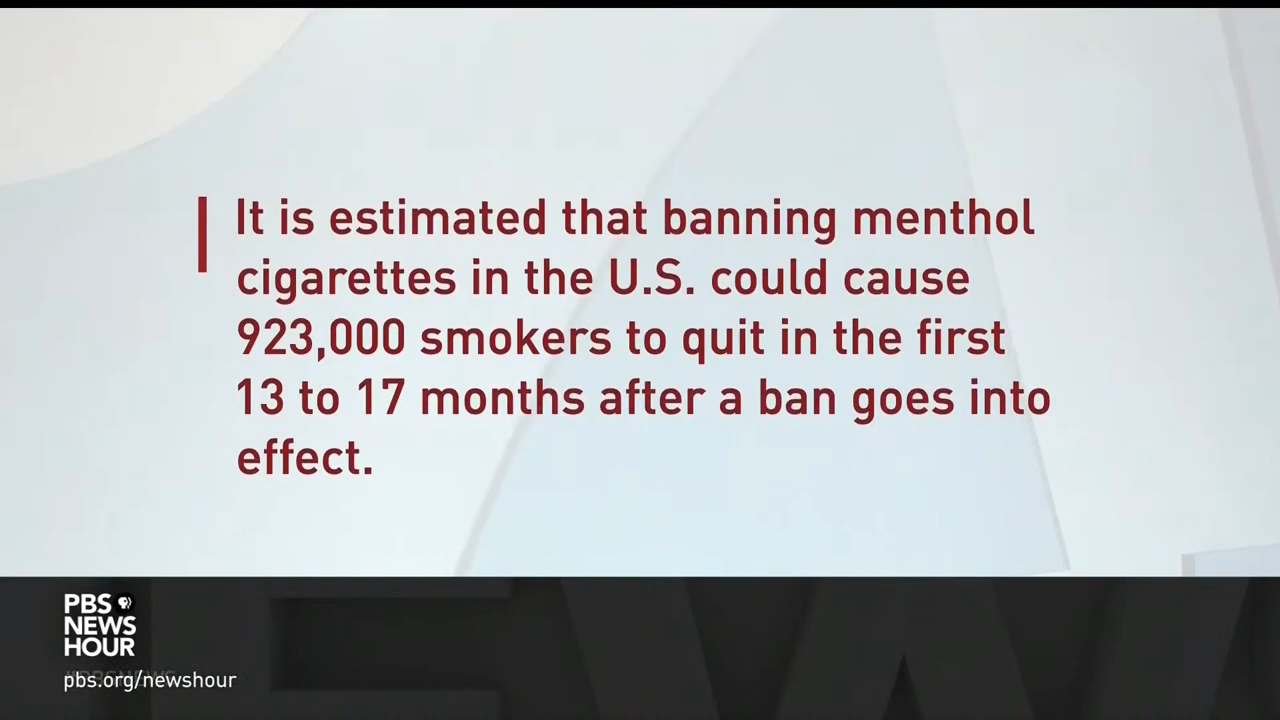 It is estimated that banning menthol
cigarettes in the U.S. could cause
923,000 smokers to quit in the first
13 to 17 months after a ban goes into
effect.
PBS
NEWS
HOUR
pbs.org/newshour